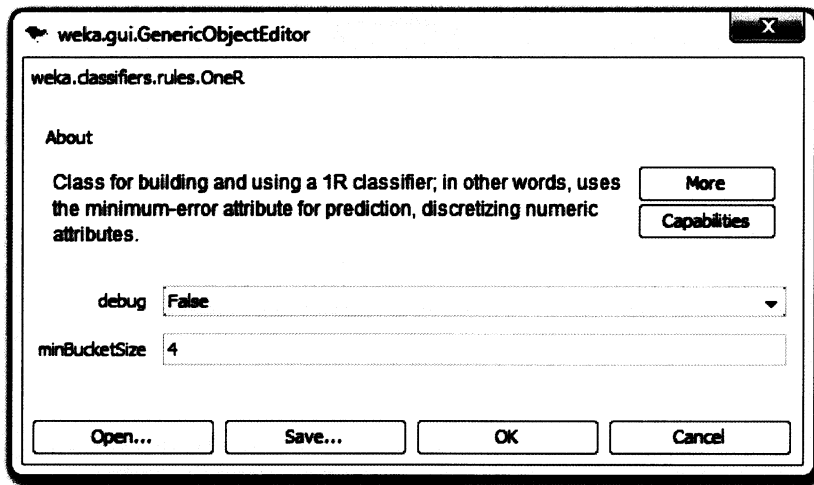 weka.gui.GenericObjectEditor
X
weka.classifiers.rules.OneR
About
Class for building and using a 1R classifier; in other words, uses
the minimum-error attribute for prediction, discretizing numeric
attributes.
More
Capabilities
debug False
minBucketSize 4
Open... Save... OK Cancel